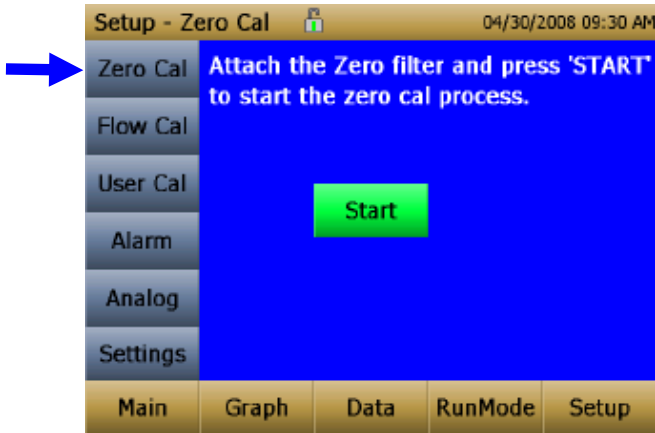 Setup - Zero Cal 04/30/2008 09:30 AM
Zero Cal
Attach the Zero filter and press 'START'
to start the zero cal process.
Flow Cal
User Cal
Start
Alarm
Analog
Settings
Main Graph Data RunMode Setup